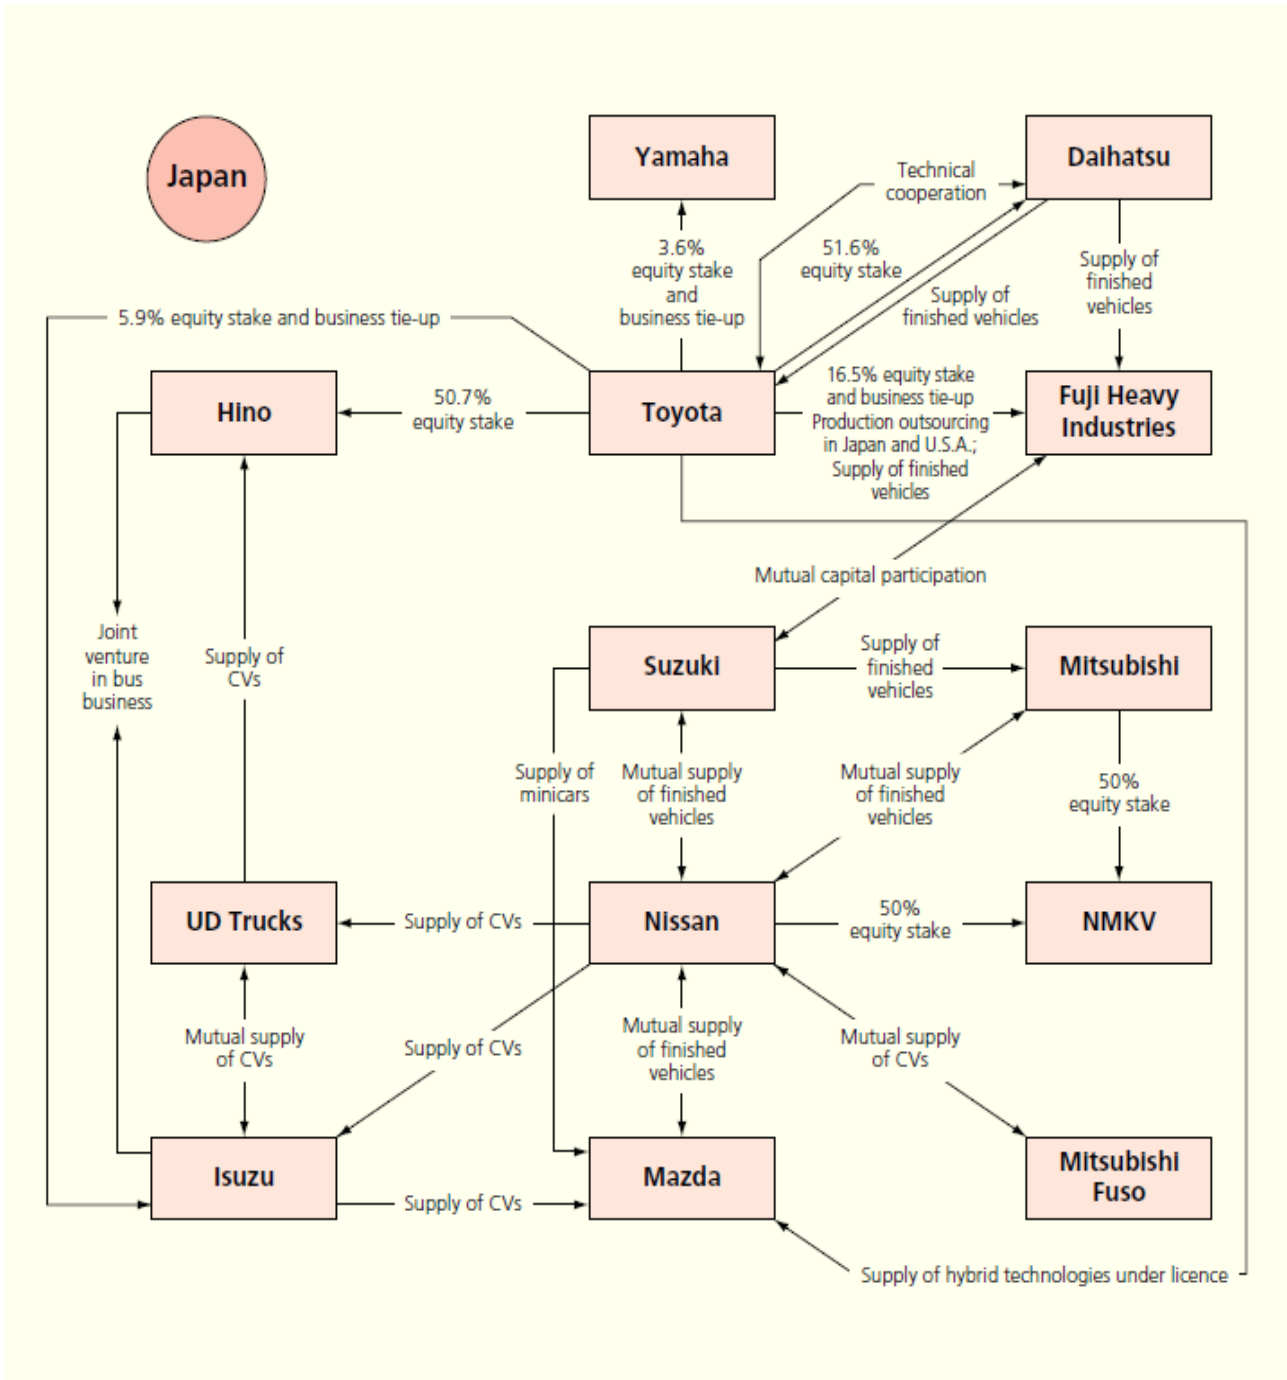 Japan
Yamaha
Daihatsu
Technical
cooperation
3.6%
equity stake
and
business tie-up
51.6%
equity stake
Supply of
finished vehicles
Supply of
finished
vehicles
5.9% equity stake and business tie-up
Hino
50.7%
equity stake
Toyota
16.5% equity stake
and business tie-up
Production outsourcing
in Japan and U.S.A.;
Supply of finished
vehicles
Fuji Heavy
Industries
Mutual capital participation
Joint
venture
in bus
business
Supply of
CVs
Suzuki
Supply of
finished
vehicles
Mitsubishi
Supply of
minicars
Mutual supply
of finished
vehicles
Mutual supply
of finished
vehicles
50%
equity stake
UD Trucks
Supply of CVs
Nissan
50%
equity stake
NMKV
Mutual supply
of CVs
Supply of CVs
Mutual supply
of finished
vehicles
Mutual supply
of CVs
Isuzu
Supply of CVs
Mazda
Mitsubishi
Fuso
Supply of hybrid technologies under licence